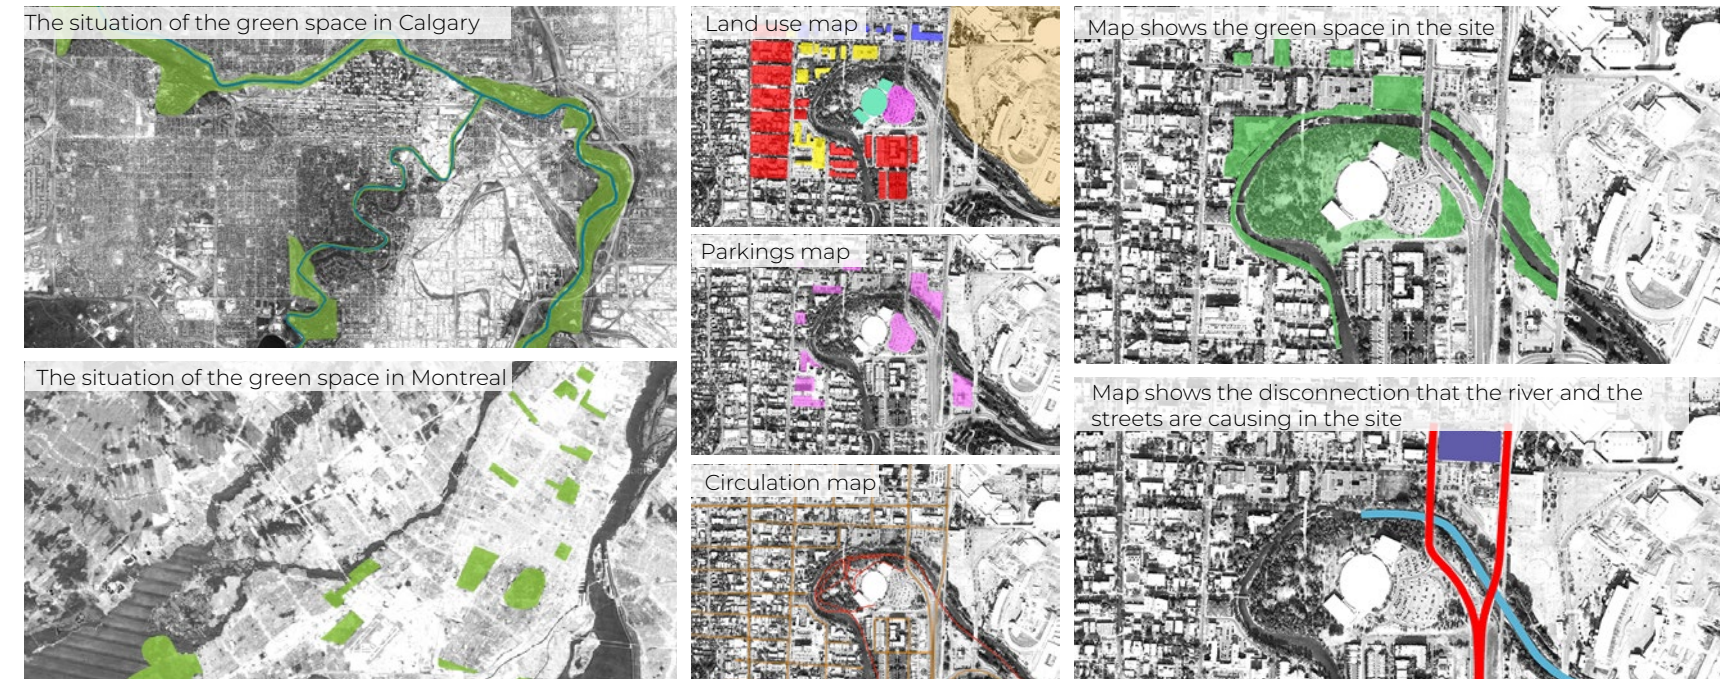 The situation of the green space in Calgary
Land use map
Map shows the green space in the site
Parkings map
The situation of the green space in Montreal
Map shows the disconnection that the river and the
streets are causing in the site
Circulation map